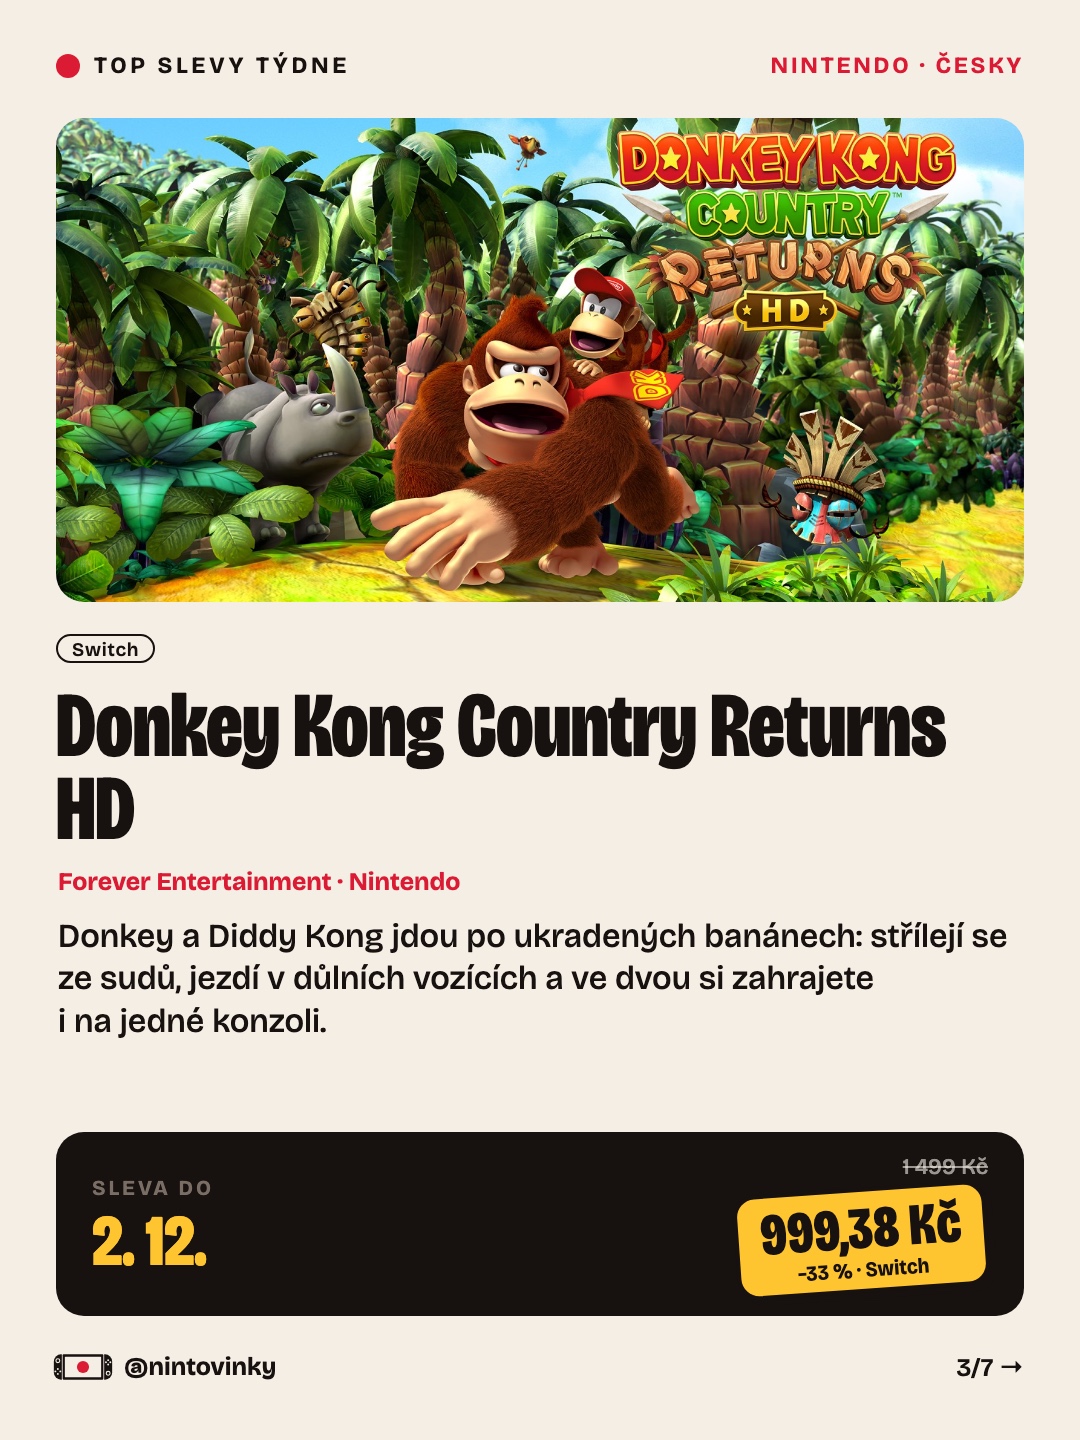 TOP SLEVY TÝDNE
NINTENDO · ČESKY
DONKEY KONG
COUNTRY™
RETURNS
HD
DK
Switch
Donkey Kong Country Returns
HD
Forever Entertainment · Nintendo
Donkey a Diddy Kong jdou po ukradených banánech: střílejí se
ze sudů, jezdí v důlních vozících a ve dvou si zahrajete
i na jedné konzoli.
SLEVA DO
2. 12.
1 499 Kč
999,38 Kč
-33 % · Switch
@nintovinky
3/7 →